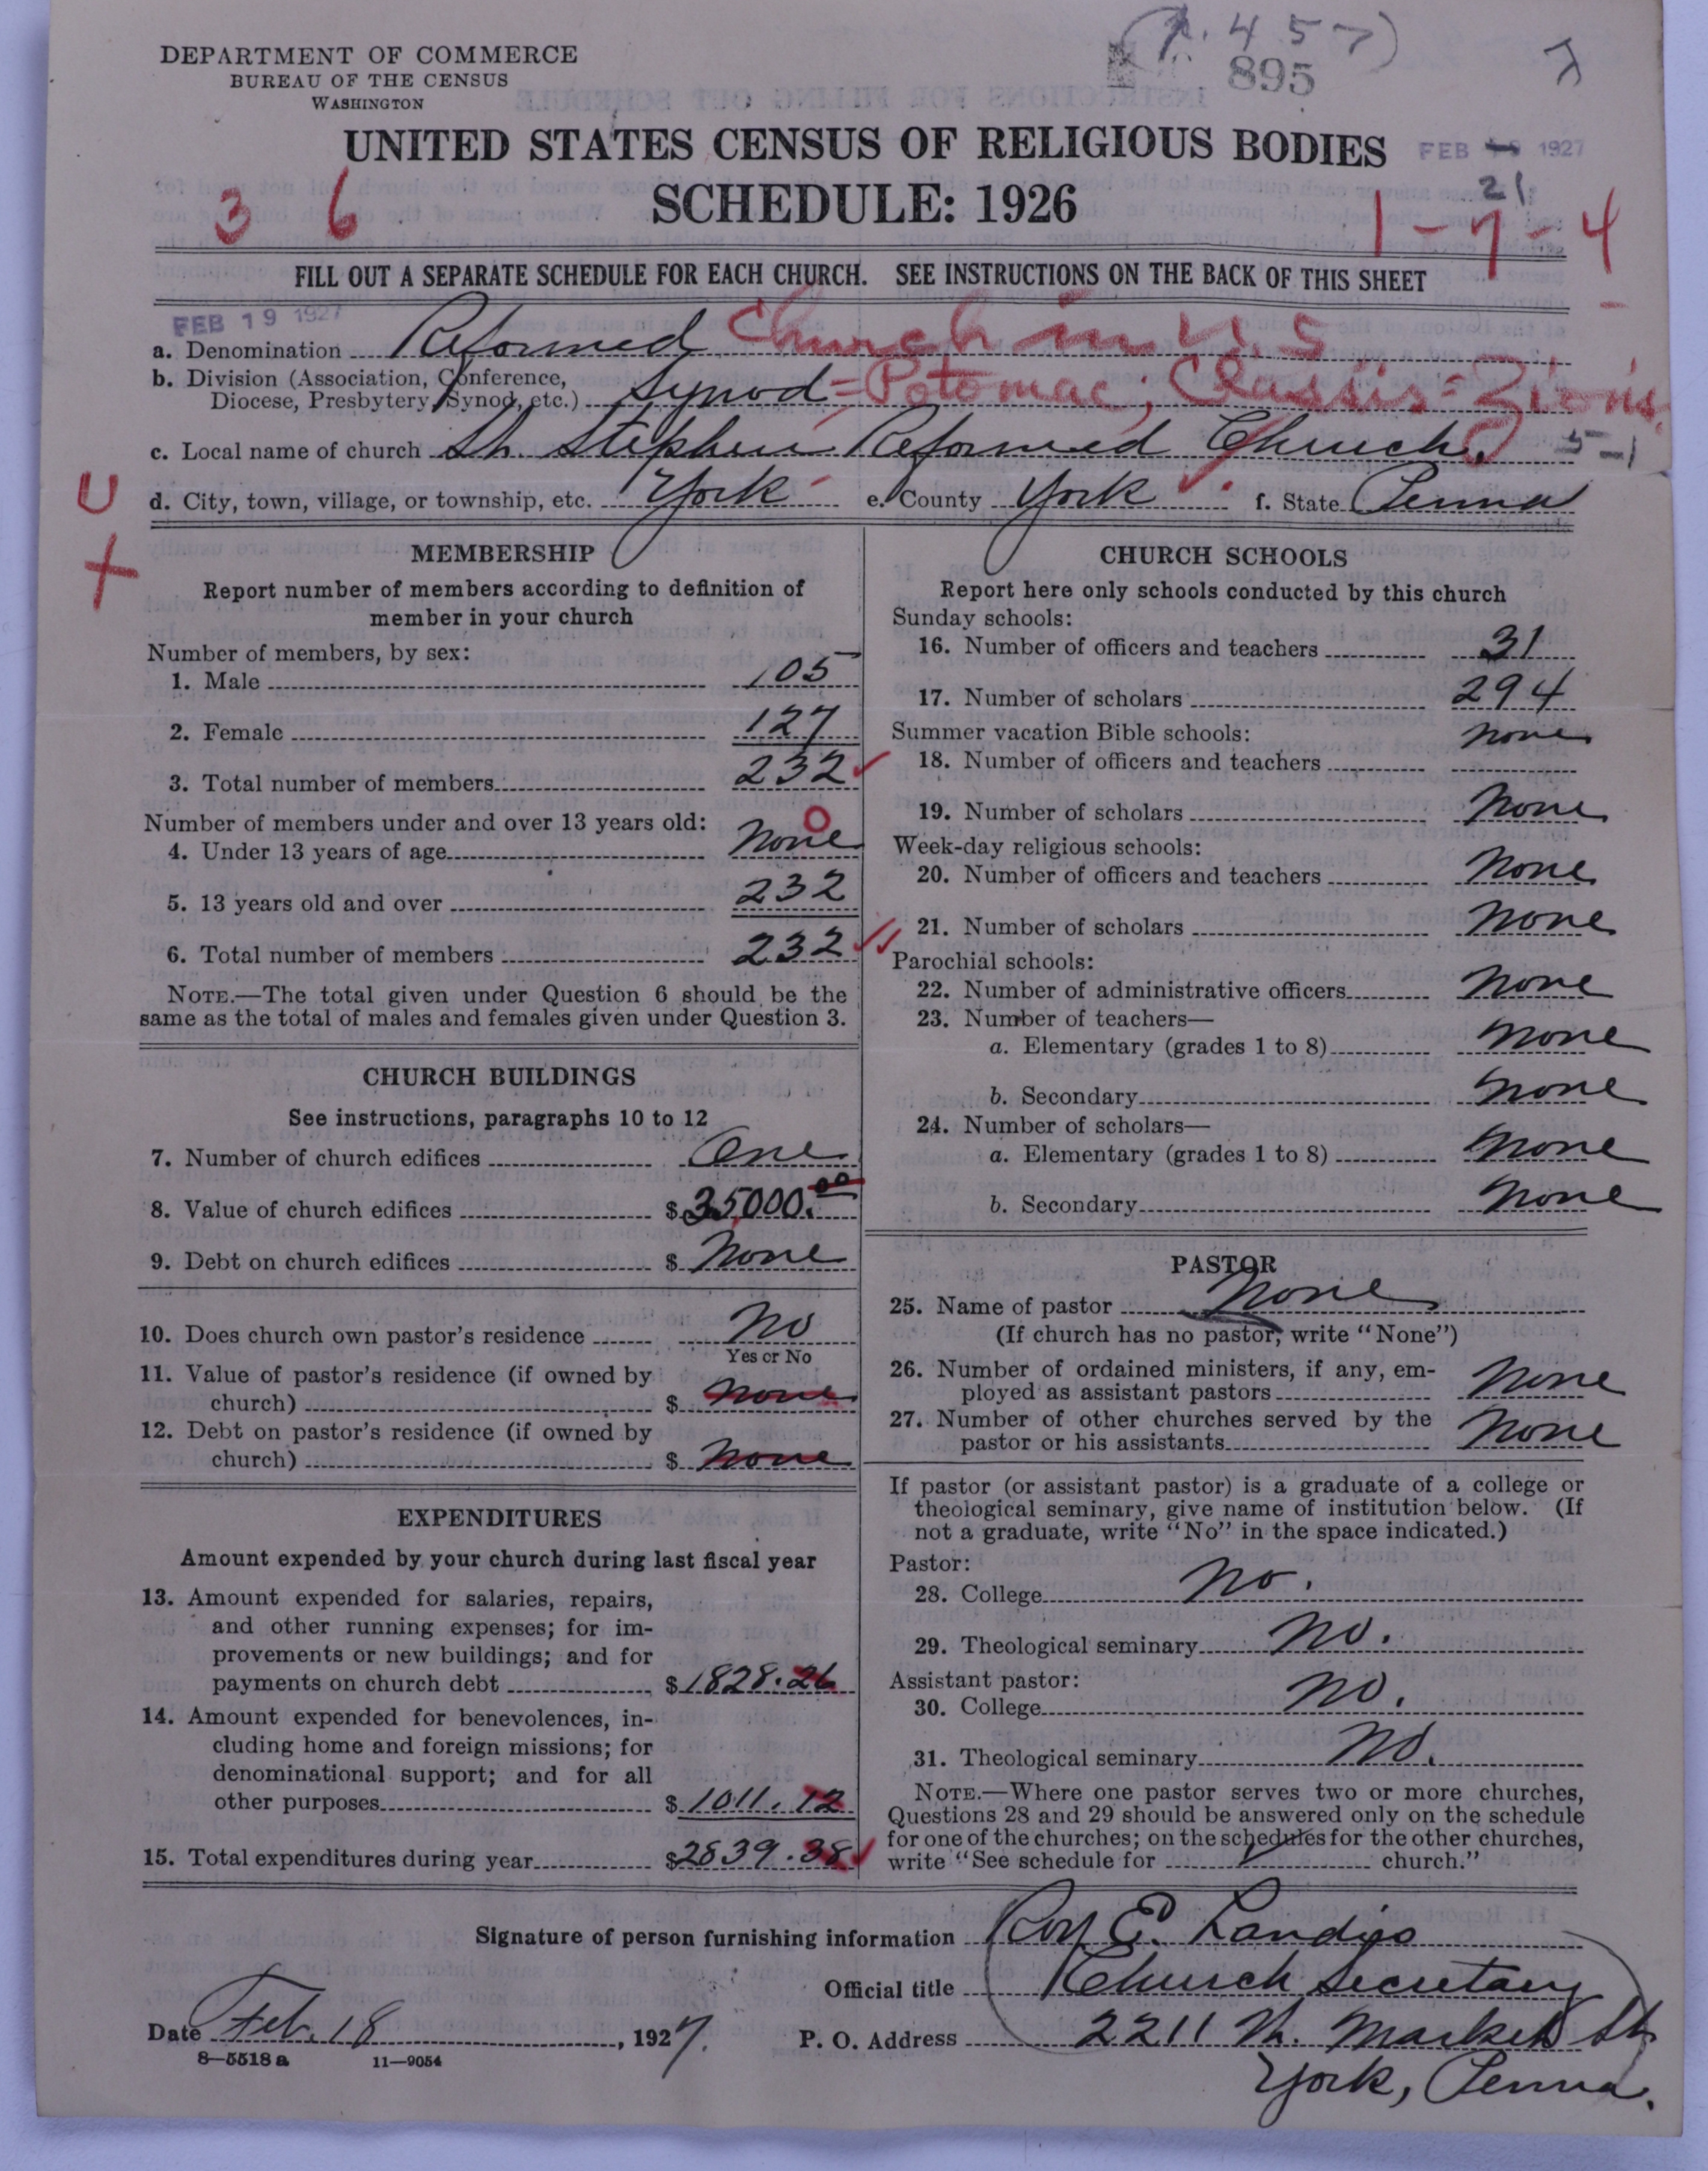 (p. 457)
895
DEPARTMENT OF COMMERCE
BUREAU OF THE CENSUS
WASHINGTON
UNITED STATES CENSUS OF RELIGIOUS BODIES
FEB 1927
21
SCHEDULE: 1926
3 6
1-7-4
FILL OUT A SEPARATE SCHEDULE FOR EACH CHURCH. SEE INSTRUCTIONS ON THE BACK OF THIS SHEET
FEB 19 1927
a. Denomination Reformed Church in U.S.
b. Division (Association, Conference,
Diocese, Presbytery, Synod, etc.) Synod = Potomac; Classis = Zion's
c. Local name of church St. Stephen Reformed Church. 5-1
d. City, town, village, or township, etc. York e. County York f. State Penna
U
X
MEMBERSHIP
Report number of members according to definition of
member in your church
Number of members, by sex:
1. Male 105
2. Female 127
3. Total number of members 232
Number of members under and over 13 years old: 0
4. Under 13 years of age None
5. 13 years old and over 232
6. Total number of members 232
NOTE.—The total given under Question 6 should be the
same as the total of males and females given under Question 3.
CHURCH BUILDINGS
See instructions, paragraphs 10 to 12
7. Number of church edifices One
8. Value of church edifices $ 35,000.00
9. Debt on church edifices $ None
10. Does church own pastor's residence No
Yes or No
11. Value of pastor's residence (if owned by
church) $ None
12. Debt on pastor's residence (if owned by
church) $ None
EXPENDITURES
Amount expended by your church during last fiscal year
13. Amount expended for salaries, repairs,
and other running expenses; for im-
provements or new buildings; and for
payments on church debt $ 1828.26
14. Amount expended for benevolences, in-
cluding home and foreign missions; for
denominational support; and for all
other purposes $ 1011.12
15. Total expenditures during year $ 2839.38
CHURCH SCHOOLS
Report here only schools conducted by this church
Sunday schools:
16. Number of officers and teachers 31
17. Number of scholars 294
Summer vacation Bible schools: None
18. Number of officers and teachers
19. Number of scholars None
Week-day religious schools:
20. Number of officers and teachers None
21. Number of scholars None
Parochial schools:
22. Number of administrative officers None
23. Number of teachers—
a. Elementary (grades 1 to 8) None
b. Secondary None
24. Number of scholars—
a. Elementary (grades 1 to 8) None
b. Secondary None
PASTOR
25. Name of pastor None
(If church has no pastor, write "None")
26. Number of ordained ministers, if any, em-
ployed as assistant pastors None
27. Number of other churches served by the
pastor or his assistants None
If pastor (or assistant pastor) is a graduate of a college or
theological seminary, give name of institution below. (If
not a graduate, write "No" in the space indicated.)
Pastor:
28. College No.
29. Theological seminary No.
Assistant pastor:
30. College No.
31. Theological seminary No.
NOTE.—Where one pastor serves two or more churches,
Questions 28 and 29 should be answered only on the schedule
for one of the churches; on the schedules for the other churches,
write "See schedule for church."
Signature of person furnishing information Roy E. Landis
Official title Church Secretary
Date Feb. 18, 1927. P. O. Address 2211 W. Market St.
York, Penna.
8—5518 a 11—9054